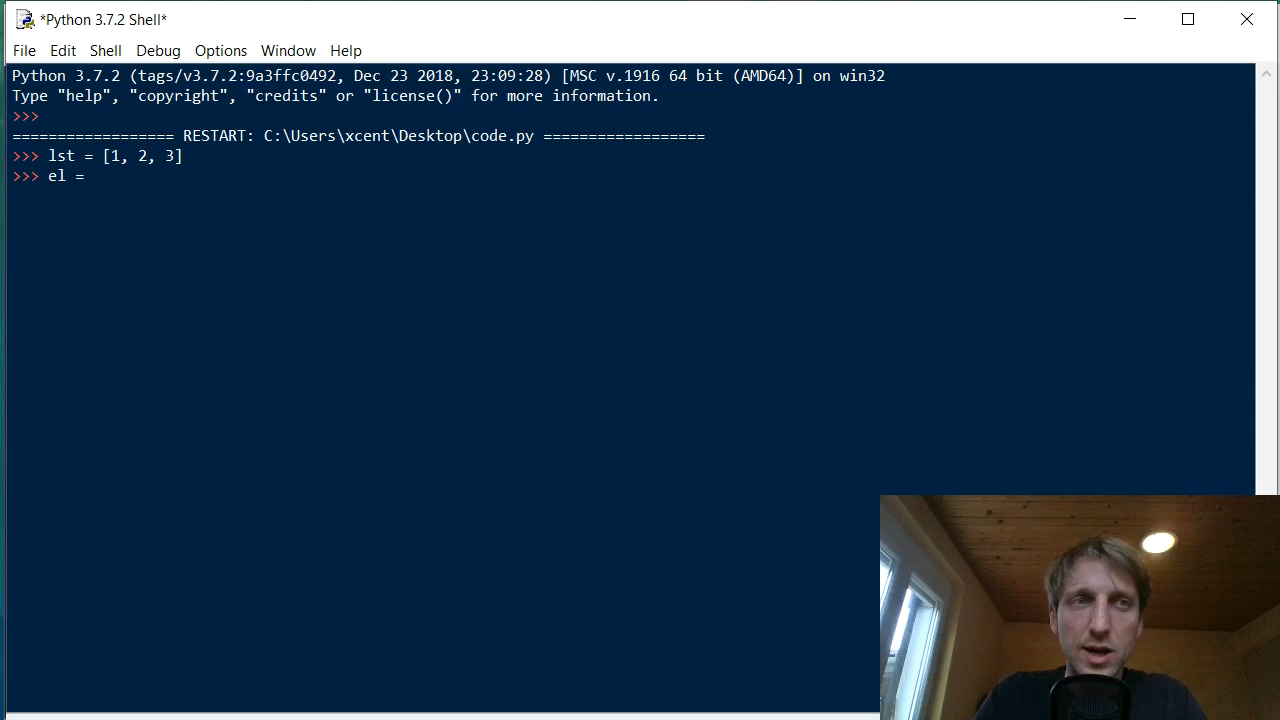 *Python 3.7.2 Shell*
File Edit Shell Debug Options Window Help
Python 3.7.2 (tags/v3.7.2:9a3ffc0492, Dec 23 2018, 23:09:28) [MSC v.1916 64 bit (AMD64)] on win32
Type "help", "copyright", "credits" or "license()" for more information.
>>>
================== RESTART: C:\Users\xcent\Desktop\code.py ==================
>>> lst = [1, 2, 3]
>>> el =